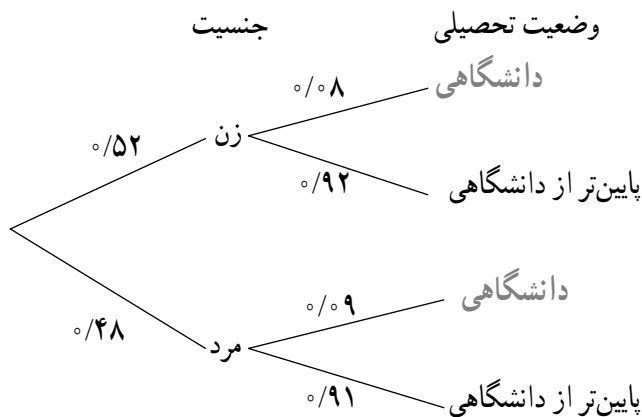 جنسیت وضعیت تحصیلی
۰/۰۸ دانشگاهی
۰/۵۲ زن
۰/۹۲ پایین‌تر از دانشگاهی
۰/۰۹ دانشگاهی
۰/۴۸ مرد
۰/۹۱ پایین‌تر از دانشگاهی